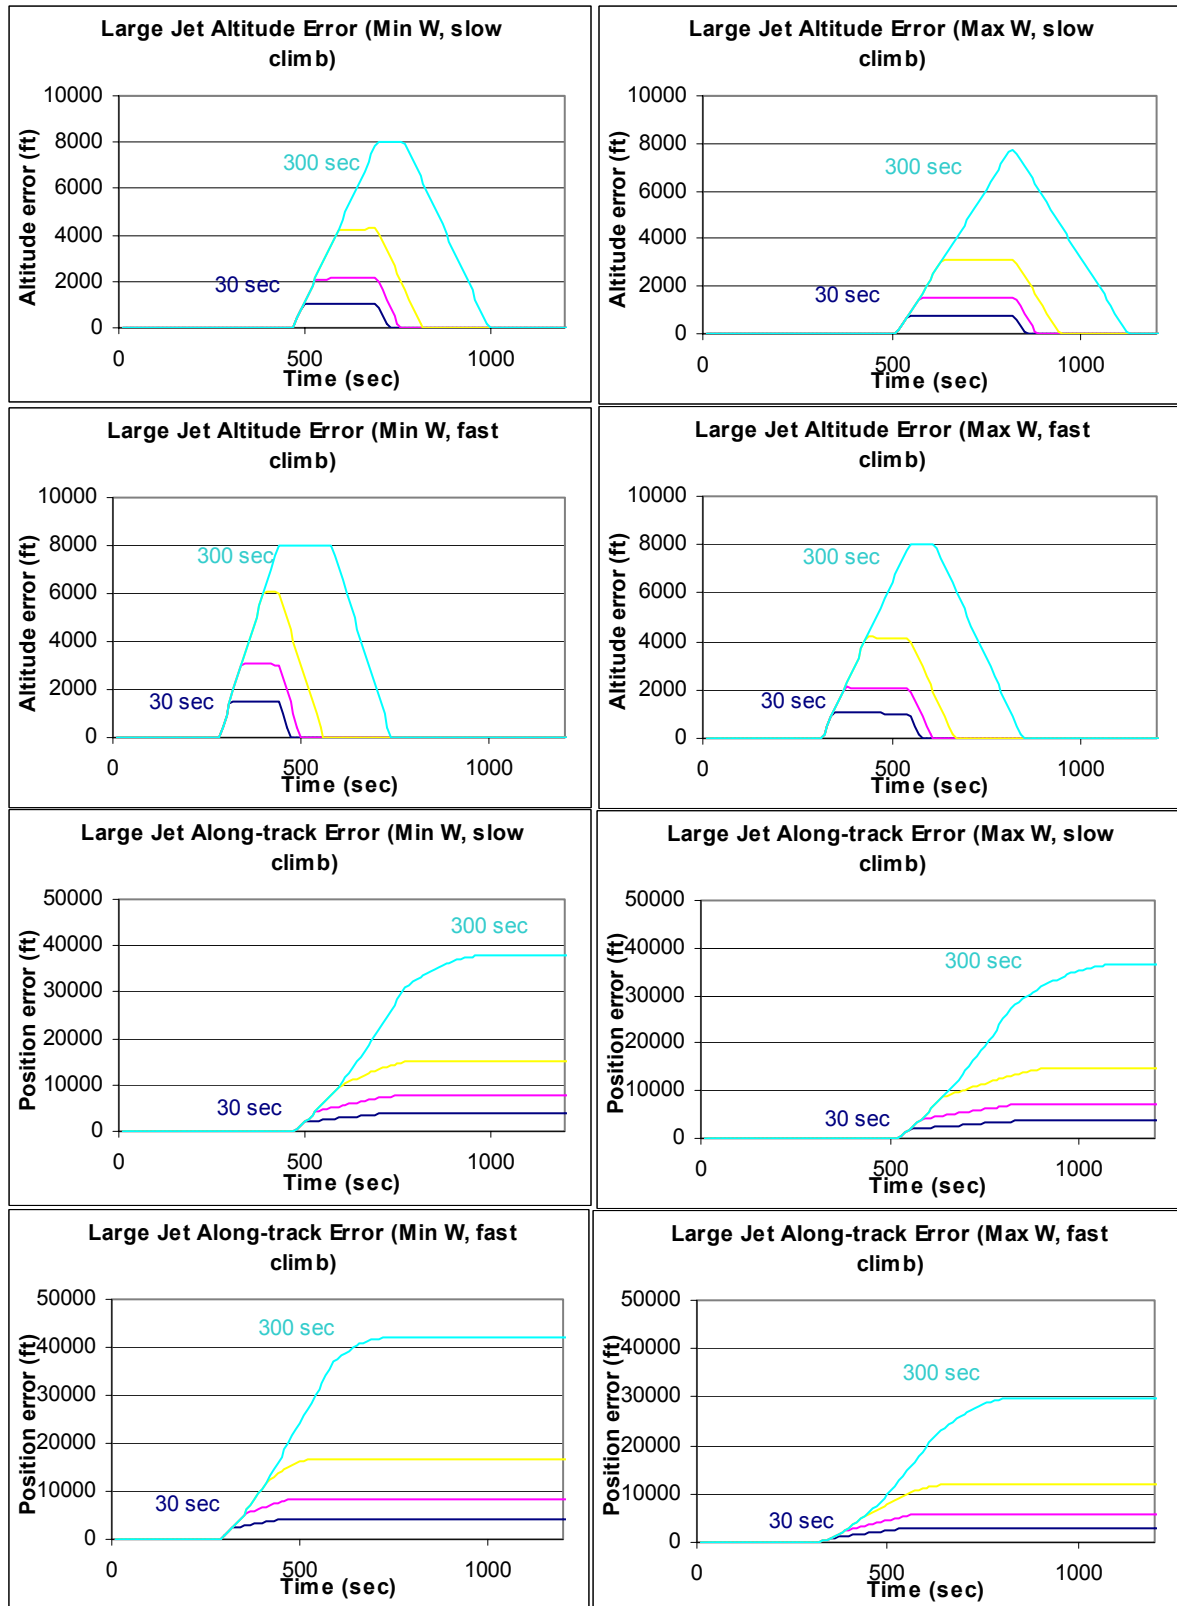 Large Jet Altitude Error (Min W, slow
climb)
10000
8000
6000
4000
2000
0
Altitude error (ft)
300 sec
30 sec
0
500
1000
Time (sec)
Large Jet Altitude Error (Max W, slow
climb)
10000
8000
6000
4000
2000
0
Altitude error (ft)
300 sec
30 sec
0
500
1000
Time (sec)
Large Jet Altitude Error (Min W, fast
climb)
10000
8000
6000
4000
2000
0
Altitude error (ft)
300 sec
30 sec
0
500
1000
Time (sec)
Large Jet Altitude Error (Max W, fast
climb)
10000
8000
6000
4000
2000
0
Altitude error (ft)
300 sec
30 sec
0
500
1000
Time (sec)
Large Jet Along-track Error (Min W, slow
climb)
50000
40000
30000
20000
10000
0
Position error (ft)
300 sec
30 sec
0
500
1000
Time (sec)
Large Jet Along-track Error (Max W, slow
climb)
50000
40000
30000
20000
10000
0
Position error (ft)
300 sec
30 sec
0
500
1000
Time (sec)
Large Jet Along-track Error (Min W, fast
climb)
50000
40000
30000
20000
10000
0
Position error (ft)
300 sec
30 sec
0
500
1000
Time (sec)
Large Jet Along-track Error (Max W, fast
climb)
50000
40000
30000
20000
10000
0
Position error (ft)
300 sec
30 sec
0
500
1000
Time (sec)